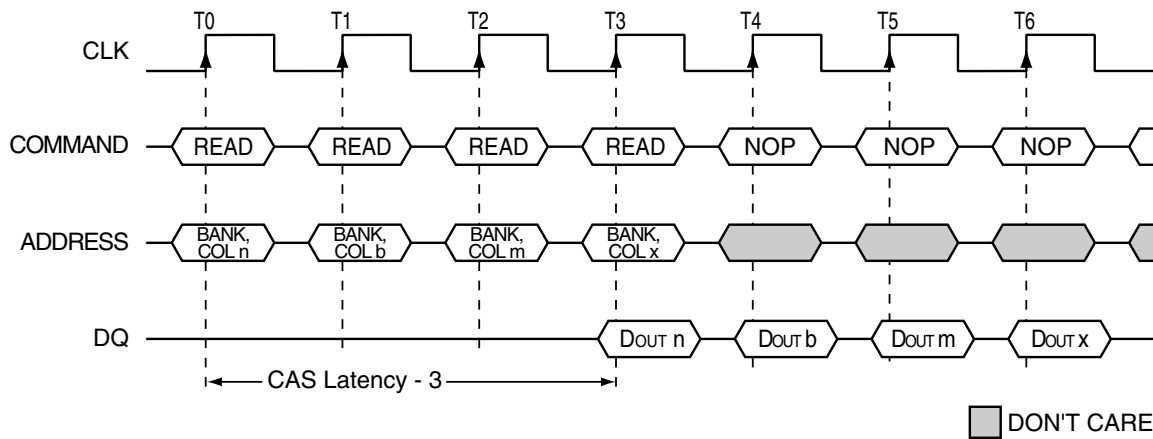 T0 T1 T2 T3 T4 T5 T6
CLK
COMMAND READ READ READ READ NOP NOP NOP
ADDRESS BANK, COL n BANK, COL b BANK, COL m BANK, COL x
DQ DOUT n DOUT b DOUT m DOUT x
CAS Latency - 3
DON'T CARE